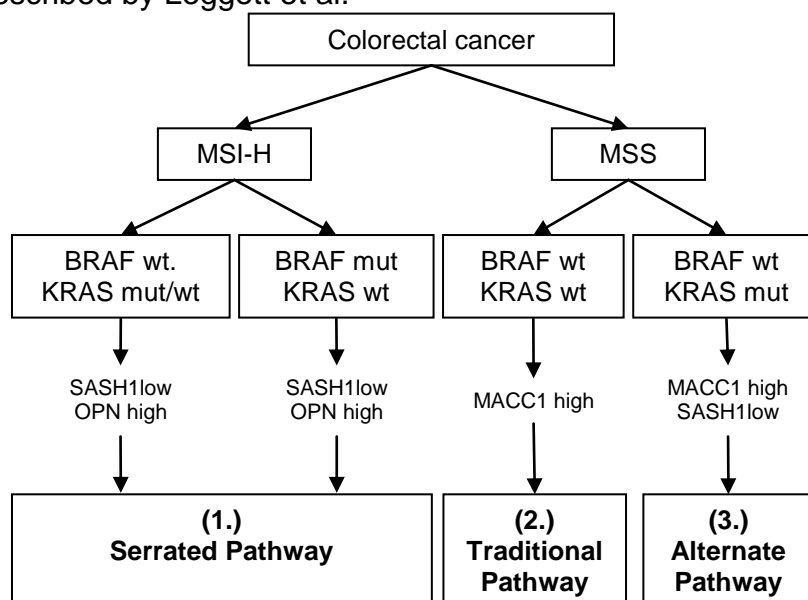 escribed by Leggett et al.
Colorectal cancer
MSI-H
MSS
BRAF wt.
KRAS mut/wt
BRAF mut
KRAS wt
BRAF wt
KRAS wt
BRAF wt
KRAS mut
SASH1low
OPN high
SASH1low
OPN high
MACC1 high
MACC1 high
SASH1low
(1.)
Serrated Pathway
(2.)
Traditional
Pathway
(3.)
Alternate
Pathway